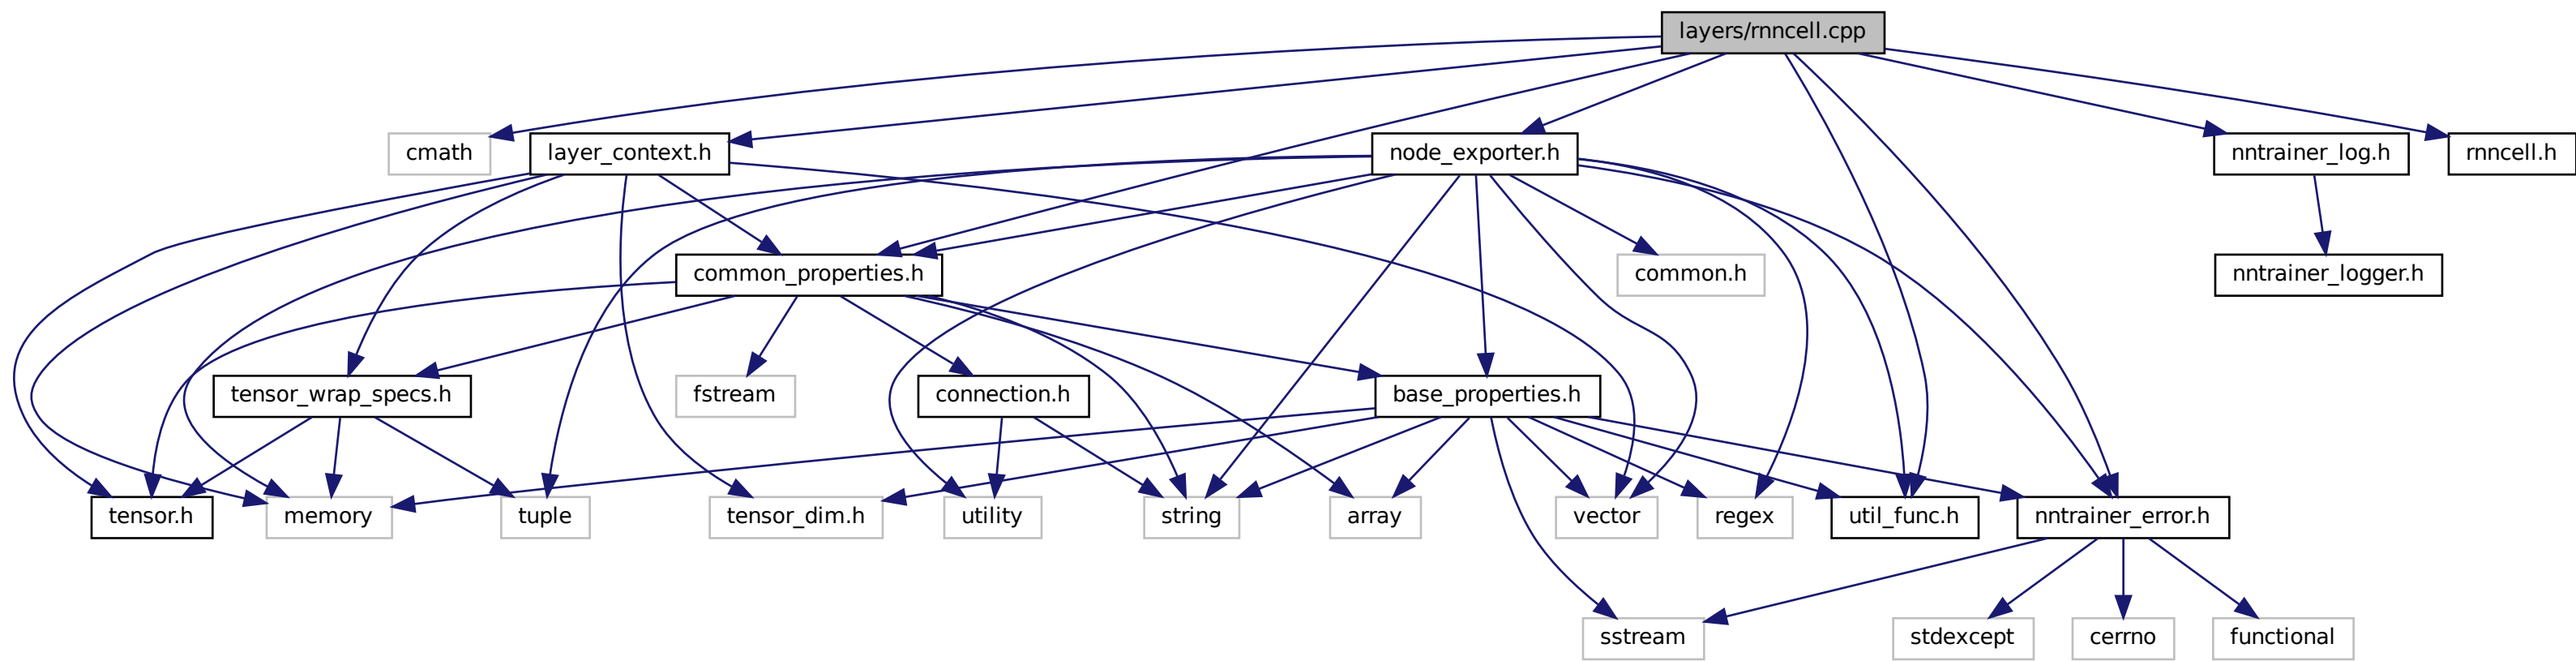 layers/rnncell.cpp
cmath
layer_context.h
node_exporter.h
nntrainer_log.h
rnncell.h
common_properties.h
common.h
nntrainer_logger.h
tensor_wrap_specs.h
fstream
connection.h
base_properties.h
tensor.h
memory
tuple
tensor_dim.h
utility
string
array
vector
regex
util_func.h
nntrainer_error.h
sstream
stdexcept
cerrno
functional